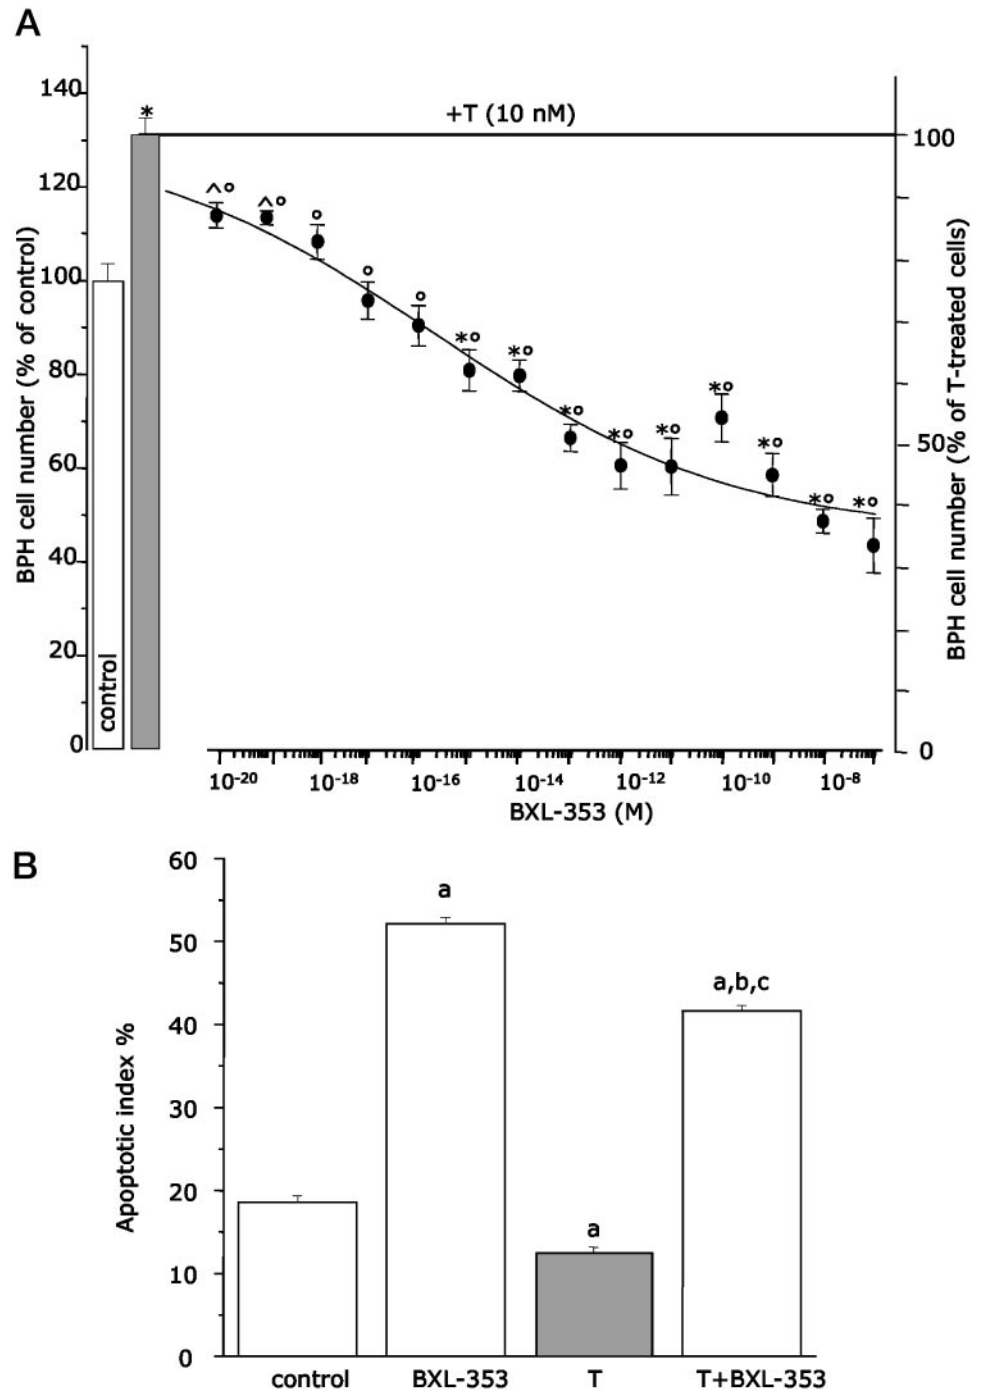 A
+T (10 nM)
BPH cell number (% of control)
140
120
100
80
60
40
20
0
control
*
^°
^°
°
°
°
*°
*°
*°
*°
*°
*°
*°
*°
*°
100
50
0
BPH cell number (% of T-treated cells)
10-20 10-18 10-16 10-14 10-12 10-10 10-8
BXL-353 (M)
B
Apoptotic index %
60
50
40
30
20
10
0
a
a
a,b,c
control BXL-353 T T+BXL-353